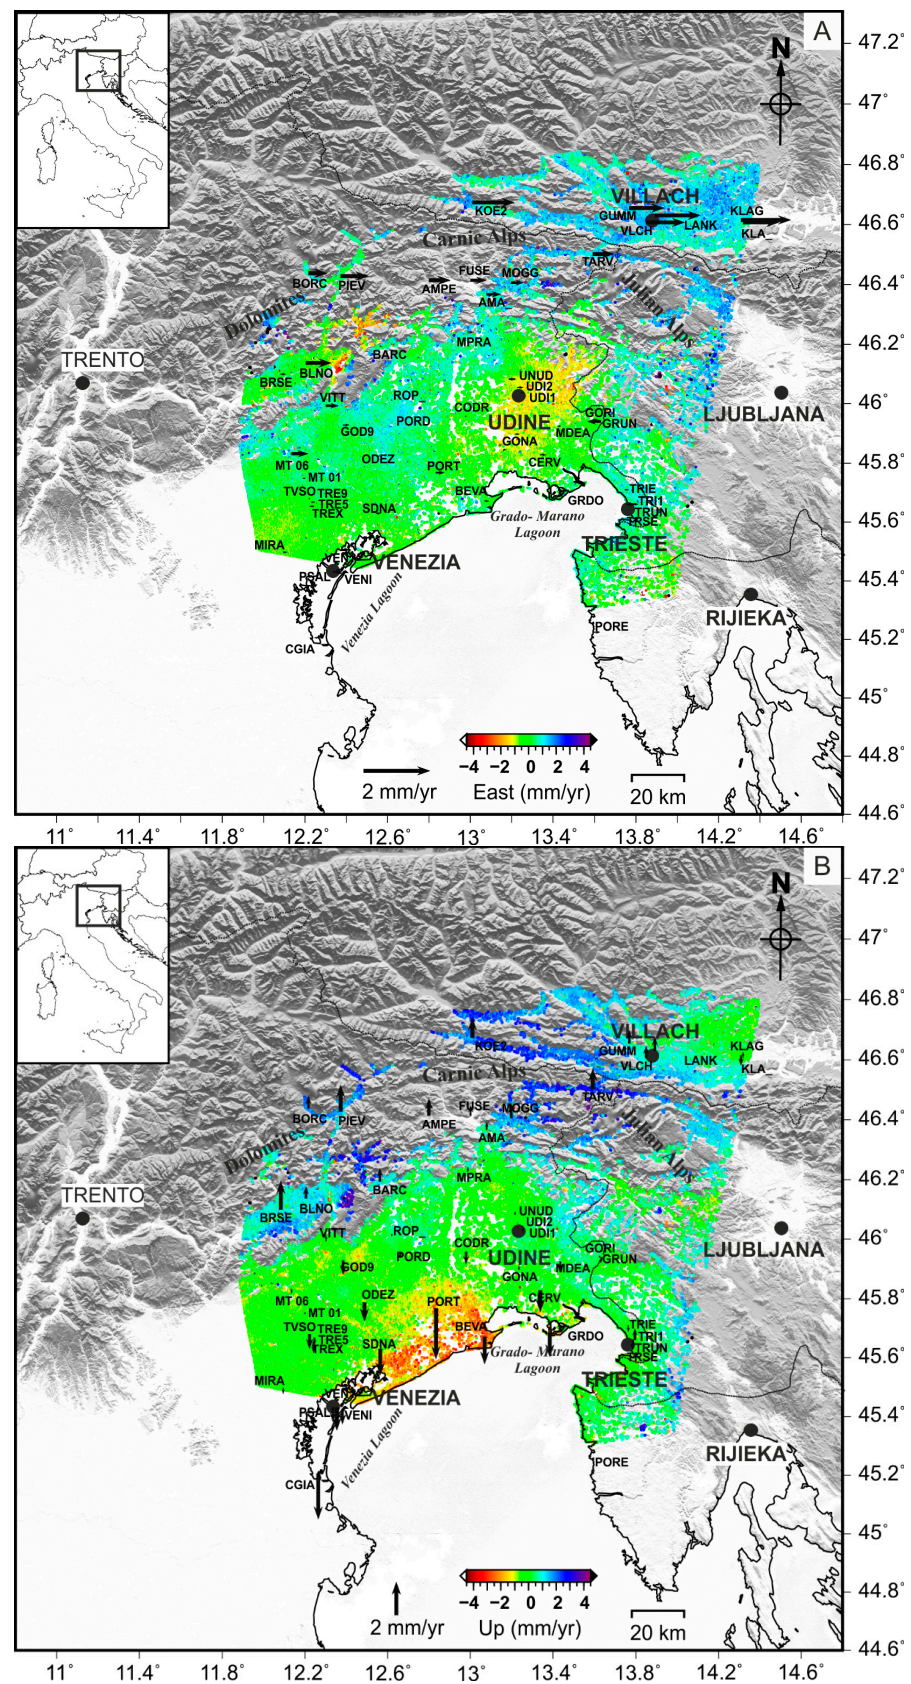 A
N
47.2°
47°
46.8°
46.6°
46.4°
46.2°
46°
45.8°
45.6°
45.4°
45.2°
45°
44.8°
44.6°
VILLACH
KOE2
GUMM
KLAG
VLCH
LANK
KLA_
Carnic Alps
TARV
FUSE
MOGG
BORC
PIEV
AMPE
AMA_
Julian Alps
Dolomites
MPRA
TRENTO
BARC
BLNO
BRSE
UNUD
UDI2
UDI1
VITT
ROP_
CODR
GORI
LJUBLJANA
PORD
UDINE
GRUN
GOD9
MDEA
GONA
ODEZ
MT 06
PORT
CERV
MT 01
TVSO
TRE9
BEVA
GRDO
TRIE
TRE5
TRI1
TREX
SDNA
Grado- Marano
Lagoon
TRUN
TRSE
MIRA
TRIESTE
VEN
VENEZIA
PSAL
VENI
Venezia Lagoon
RIJIEKA
PORE
CGIA
−4 −2 0 2 4
2 mm/yr
East (mm/yr)
20 km
11° 11.4° 11.8° 12.2° 12.6° 13° 13.4° 13.8° 14.2° 14.6°
B
N
47.2°
47°
46.8°
46.6°
46.4°
46.2°
46°
45.8°
45.6°
45.4°
45.2°
45°
44.8°
44.6°
VILLACH
KOE2
GUMM
KLAG
VLCH
LANK
KLA_
Carnic Alps
TARV
FUSE
MOGG
BORC
PIEV
AMPE
AMA_
Julian Alps
Dolomites
MPRA
TRENTO
BARC
BLNO
BRSE
UNUD
UDI2
UDI1
VITT
ROP_
CODR
GORI
LJUBLJANA
PORD
UDINE
GRUN
GOD9
MDEA
GONA
ODEZ
MT 06
PORT
CERV
MT 01
TVSO
TRE9
BEVA
GRDO
TRIE
TRE5
TRI1
TREX
SDNA
Grado- Marano
Lagoon
TRUN
TRSE
MIRA
TRIESTE
VEN
VENEZIA
PSAL
VENI
Venezia Lagoon
RIJIEKA
PORE
CGIA
−4 −2 0 2 4
2 mm/yr
Up (mm/yr)
20 km
11° 11.4° 11.8° 12.2° 12.6° 13° 13.4° 13.8° 14.2° 14.6°